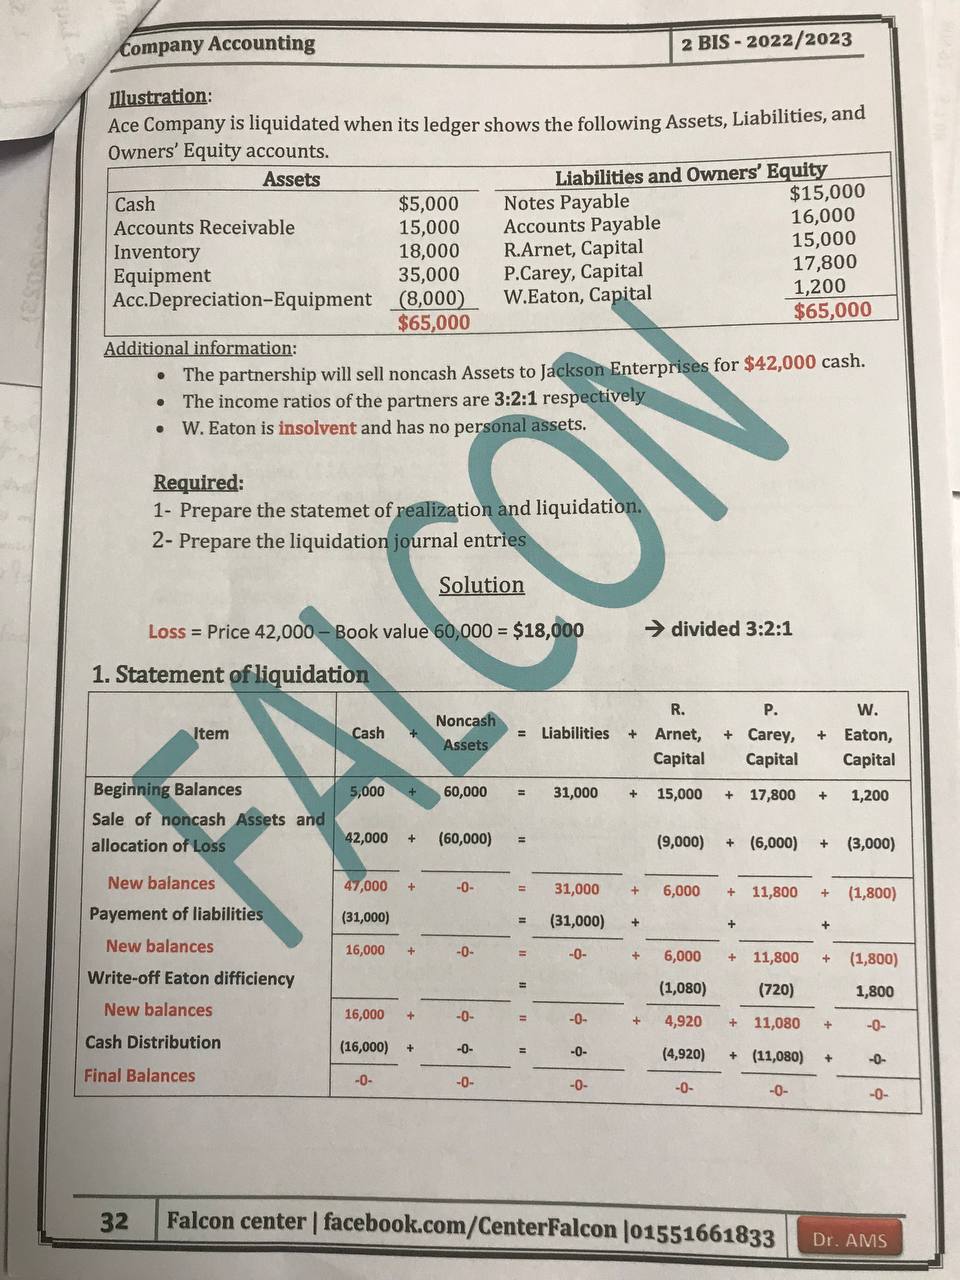 Company Accounting 2 BIS - 2022/2023
Illustration:
Ace Company is liquidated when its ledger shows the following Assets, Liabilities, and
Owners' Equity accounts.
Assets Liabilities and Owners' Equity
Cash $5,000 Notes Payable $15,000
Accounts Receivable 15,000 Accounts Payable 16,000
Inventory 18,000 R.Arnet, Capital 15,000
Equipment 35,000 P.Carey, Capital 17,800
Acc.Depreciation–Equipment (8,000) W.Eaton, Capital 1,200
$65,000 $65,000
Additional information:
• The partnership will sell noncash Assets to Jackson Enterprises for $42,000 cash.
• The income ratios of the partners are 3:2:1 respectively
• W. Eaton is insolvent and has no personal assets.
Required:
1- Prepare the statemet of realization and liquidation.
2- Prepare the liquidation journal entries
Solution
Loss = Price 42,000 – Book value 60,000 = $18,000 → divided 3:2:1
1. Statement of liquidation
Item Cash + Noncash Assets = Liabilities + R. Arnet, Capital + P. Carey, Capital + W. Eaton, Capital
Beginning Balances 5,000 + 60,000 = 31,000 + 15,000 + 17,800 + 1,200
Sale of noncash Assets and
allocation of Loss 42,000 + (60,000) = (9,000) + (6,000) + (3,000)
New balances 47,000 + -0- = 31,000 + 6,000 + 11,800 + (1,800)
Payement of liabilities (31,000) = (31,000) + + +
New balances 16,000 + -0- = -0- + 6,000 + 11,800 + (1,800)
Write-off Eaton difficiency = (1,080) (720) 1,800
New balances 16,000 + -0- = -0- + 4,920 + 11,080 + -0-
Cash Distribution (16,000) + -0- = -0- (4,920) + (11,080) + -0-
Final Balances -0- -0- -0- -0- -0- -0-
FALCON
32 Falcon center | facebook.com/CenterFalcon |01551661833 Dr. AMS